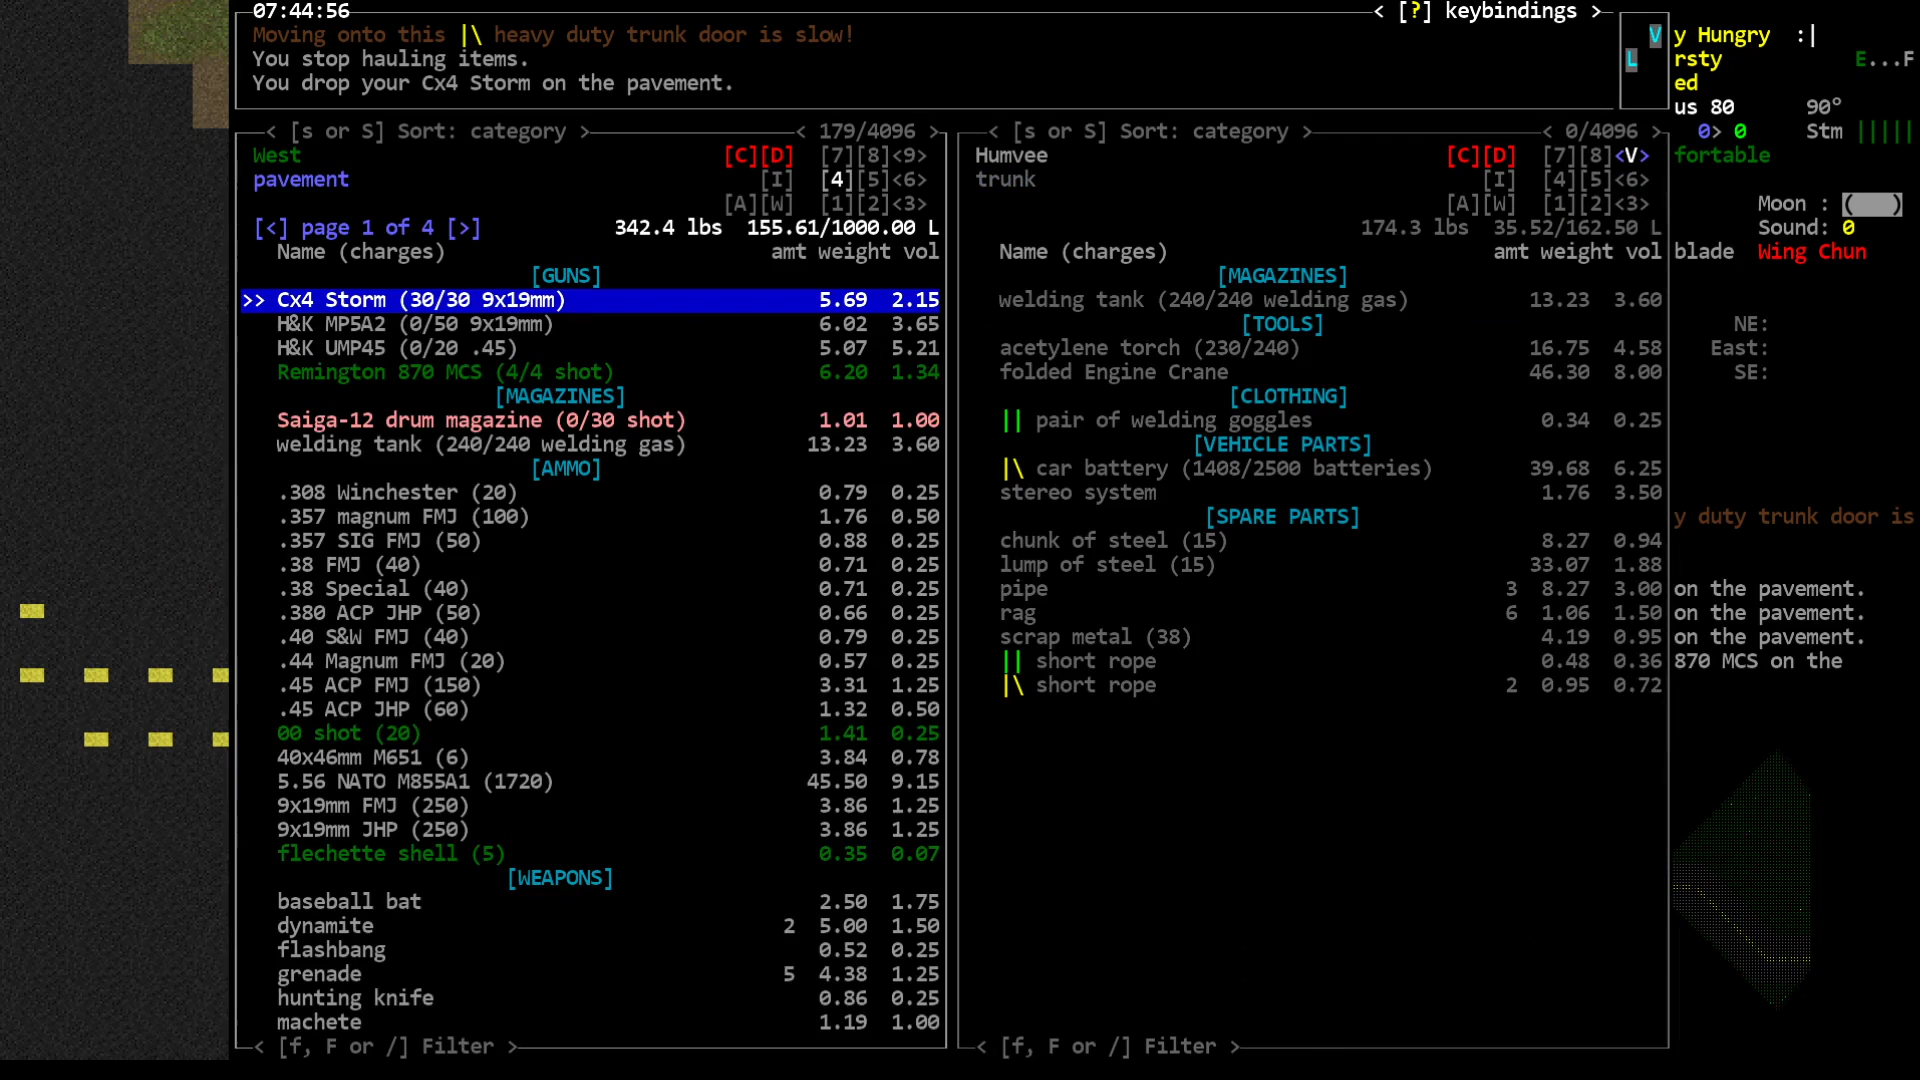 07:44:56
< [?] keybindings >
Moving onto this |\ heavy duty trunk door is slow!
You stop hauling items.
You drop your Cx4 Storm on the pavement.
V
L
y Hungry :|
rsty E...F
ed
us 80 90°
0> 0 Stm |||||
fortable
Moon : ( )
Sound: 0
blade Wing Chun
NE:
East:
SE:
y duty trunk door is
on the pavement.
on the pavement.
on the pavement.
870 MCS on the
< [s or S] Sort: category > < 179/4096 >
West [C][D] [7][8]<9>
pavement [I] [4][5]<6>
[A][W] [1][2]<3>
[<] page 1 of 4 [>] 342.4 lbs 155.61/1000.00 L
Name (charges) amt weight vol
[GUNS]
>> Cx4 Storm (30/30 9x19mm) 5.69 2.15
H&K MP5A2 (0/50 9x19mm) 6.02 3.65
H&K UMP45 (0/20 .45) 5.07 5.21
Remington 870 MCS (4/4 shot) 6.20 1.34
[MAGAZINES]
Saiga-12 drum magazine (0/30 shot) 1.01 1.00
welding tank (240/240 welding gas) 13.23 3.60
[AMMO]
.308 Winchester (20) 0.79 0.25
.357 magnum FMJ (100) 1.76 0.50
.357 SIG FMJ (50) 0.88 0.25
.38 FMJ (40) 0.71 0.25
.38 Special (40) 0.71 0.25
.380 ACP JHP (50) 0.66 0.25
.40 S&W FMJ (40) 0.79 0.25
.44 Magnum FMJ (20) 0.57 0.25
.45 ACP FMJ (150) 3.31 1.25
.45 ACP JHP (60) 1.32 0.50
00 shot (20) 1.41 0.25
40x46mm M651 (6) 3.84 0.78
5.56 NATO M855A1 (1720) 45.50 9.15
9x19mm FMJ (250) 3.86 1.25
9x19mm JHP (250) 3.86 1.25
flechette shell (5) 0.35 0.07
[WEAPONS]
baseball bat 2.50 1.75
dynamite 2 5.00 1.50
flashbang 0.52 0.25
grenade 5 4.38 1.25
hunting knife 0.86 0.25
machete 1.19 1.00
< [f, F or /] Filter >
< [s or S] Sort: category > < 0/4096 >
Humvee [C][D] [7][8]<V>
trunk [I] [4][5]<6>
[A][W] [1][2]<3>
174.3 lbs 35.52/162.50 L
Name (charges) amt weight vol
[MAGAZINES]
welding tank (240/240 welding gas) 13.23 3.60
[TOOLS]
acetylene torch (230/240) 16.75 4.58
folded Engine Crane 46.30 8.00
[CLOTHING]
|| pair of welding goggles 0.34 0.25
[VEHICLE PARTS]
|\ car battery (1408/2500 batteries) 39.68 6.25
stereo system 1.76 3.50
[SPARE PARTS]
chunk of steel (15) 8.27 0.94
lump of steel (15) 33.07 1.88
pipe 3 8.27 3.00
rag 6 1.06 1.50
scrap metal (38) 4.19 0.95
|| short rope 0.48 0.36
|\ short rope 2 0.95 0.72
< [f, F or /] Filter >